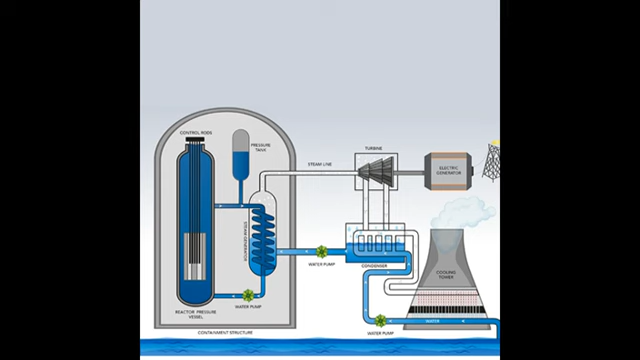 CONTROL RODS
PRESSURE
TANK
STEAM LINE
TURBINE
ELECTRIC
GENERATOR
STEAM GENERATOR
WATER PUMP
CONDENSER
COOLING
TOWER
WATER PUMP
REACTOR PRESSURE
VESSEL
WATER PUMP
WATER
CONTAINMENT STRUCTURE